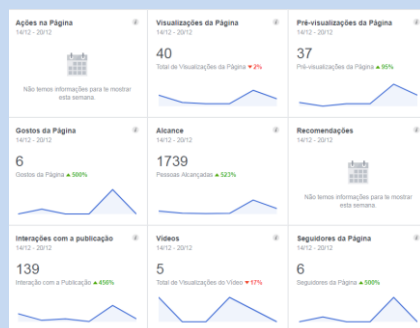 Ações na Página
14/12 - 20/12
Não temos informações para te mostrar
esta semana.
Visualizações da Página
14/12 - 20/12
40
Total de Visualizações da Página ▼2%
Pré-visualizações da Página
14/12 - 20/12
37
Pré-visualizações da Página ▲95%
Gostos da Página
14/12 - 20/12
6
Gostos da Página ▲500%
Alcance
14/12 - 20/12
1739
Pessoas Alcançadas ▲523%
Recomendações
14/12 - 20/12
Não temos informações para te mostrar
esta semana.
Interações com a publicação
14/12 - 20/12
139
Interação com a Publicação ▲456%
Vídeos
14/12 - 20/12
5
Total de Visualizações do Vídeo ▼17%
Seguidores da Página
14/12 - 20/12
6
Seguidores da Página ▲500%